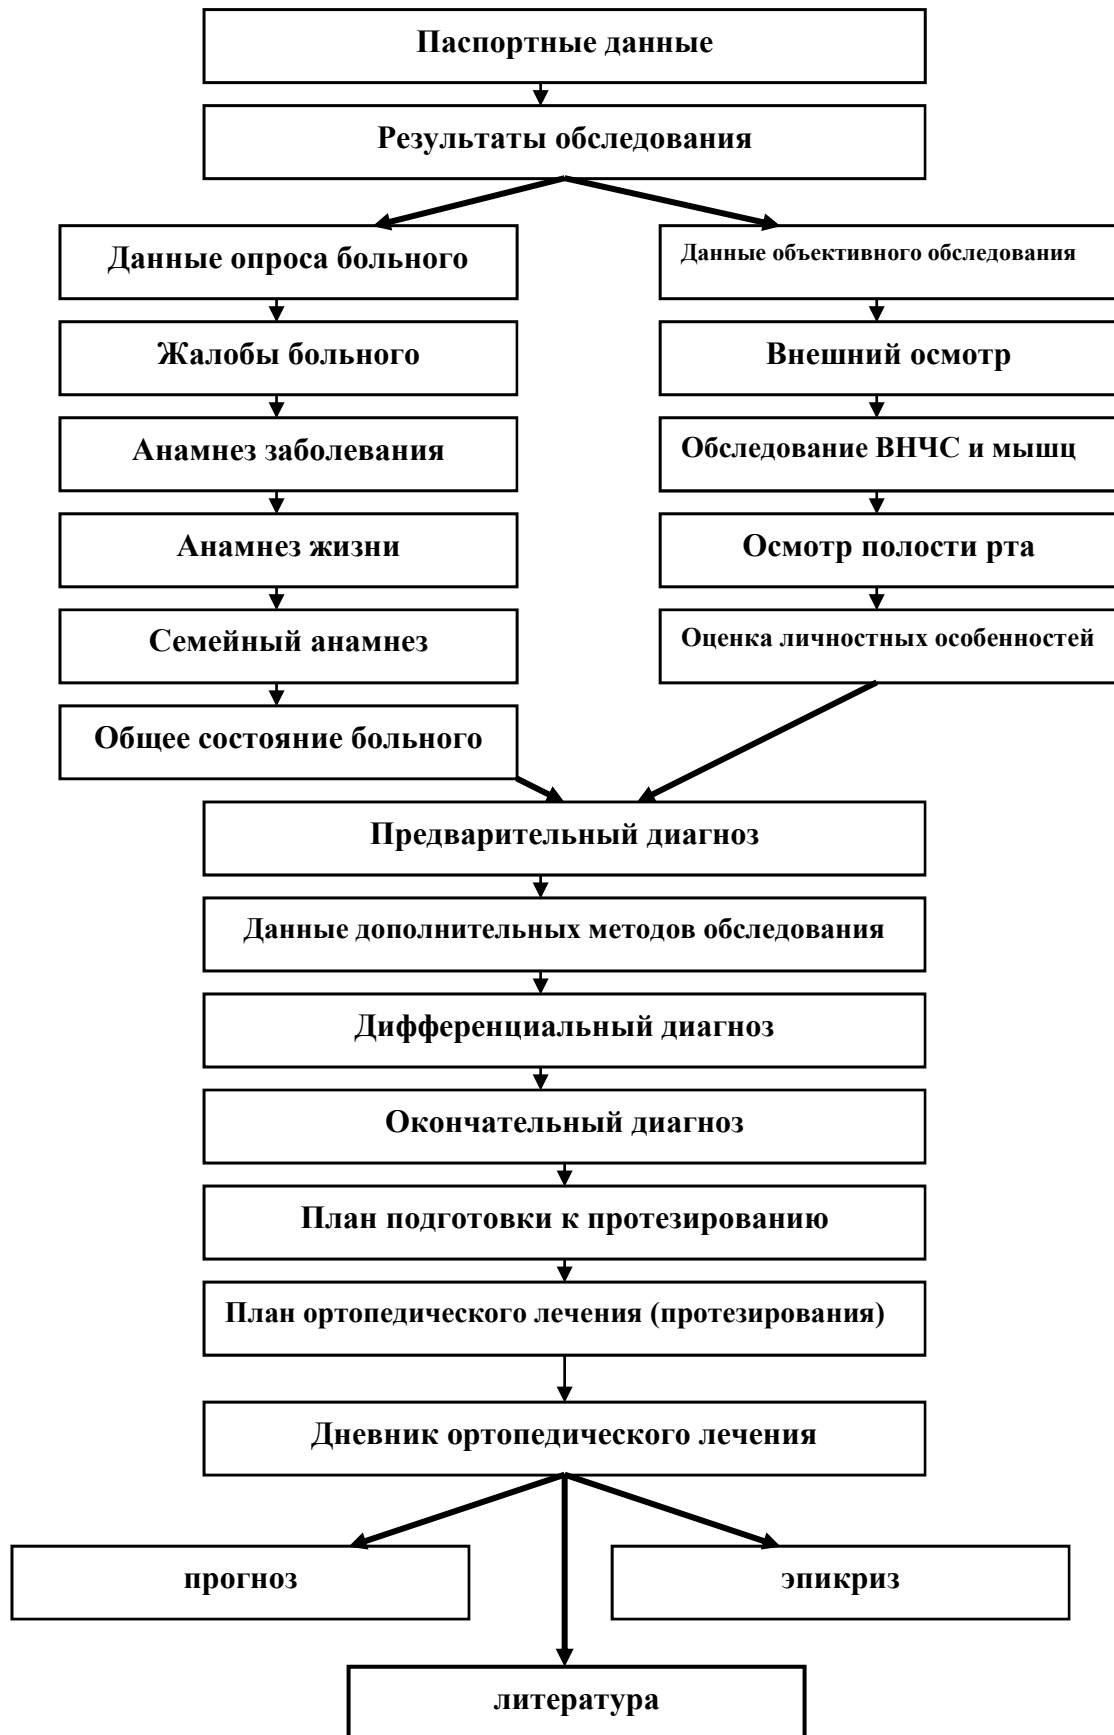 Паспортные данные
Результаты обследования
Данные опроса больного
Жалобы больного
Анамнез заболевания
Анамнез жизни
Семейный анамнез
Общее состояние больного
Данные объективного обследования
Внешний осмотр
Обследование ВНЧС и мышц
Осмотр полости рта
Оценка личностных особенностей
Предварительный диагноз
Данные дополнительных методов обследования
Дифференциальный диагноз
Окончательный диагноз
План подготовки к протезированию
План ортопедического лечения (протезирования)
Дневник ортопедического лечения
прогноз
эпикриз
литература